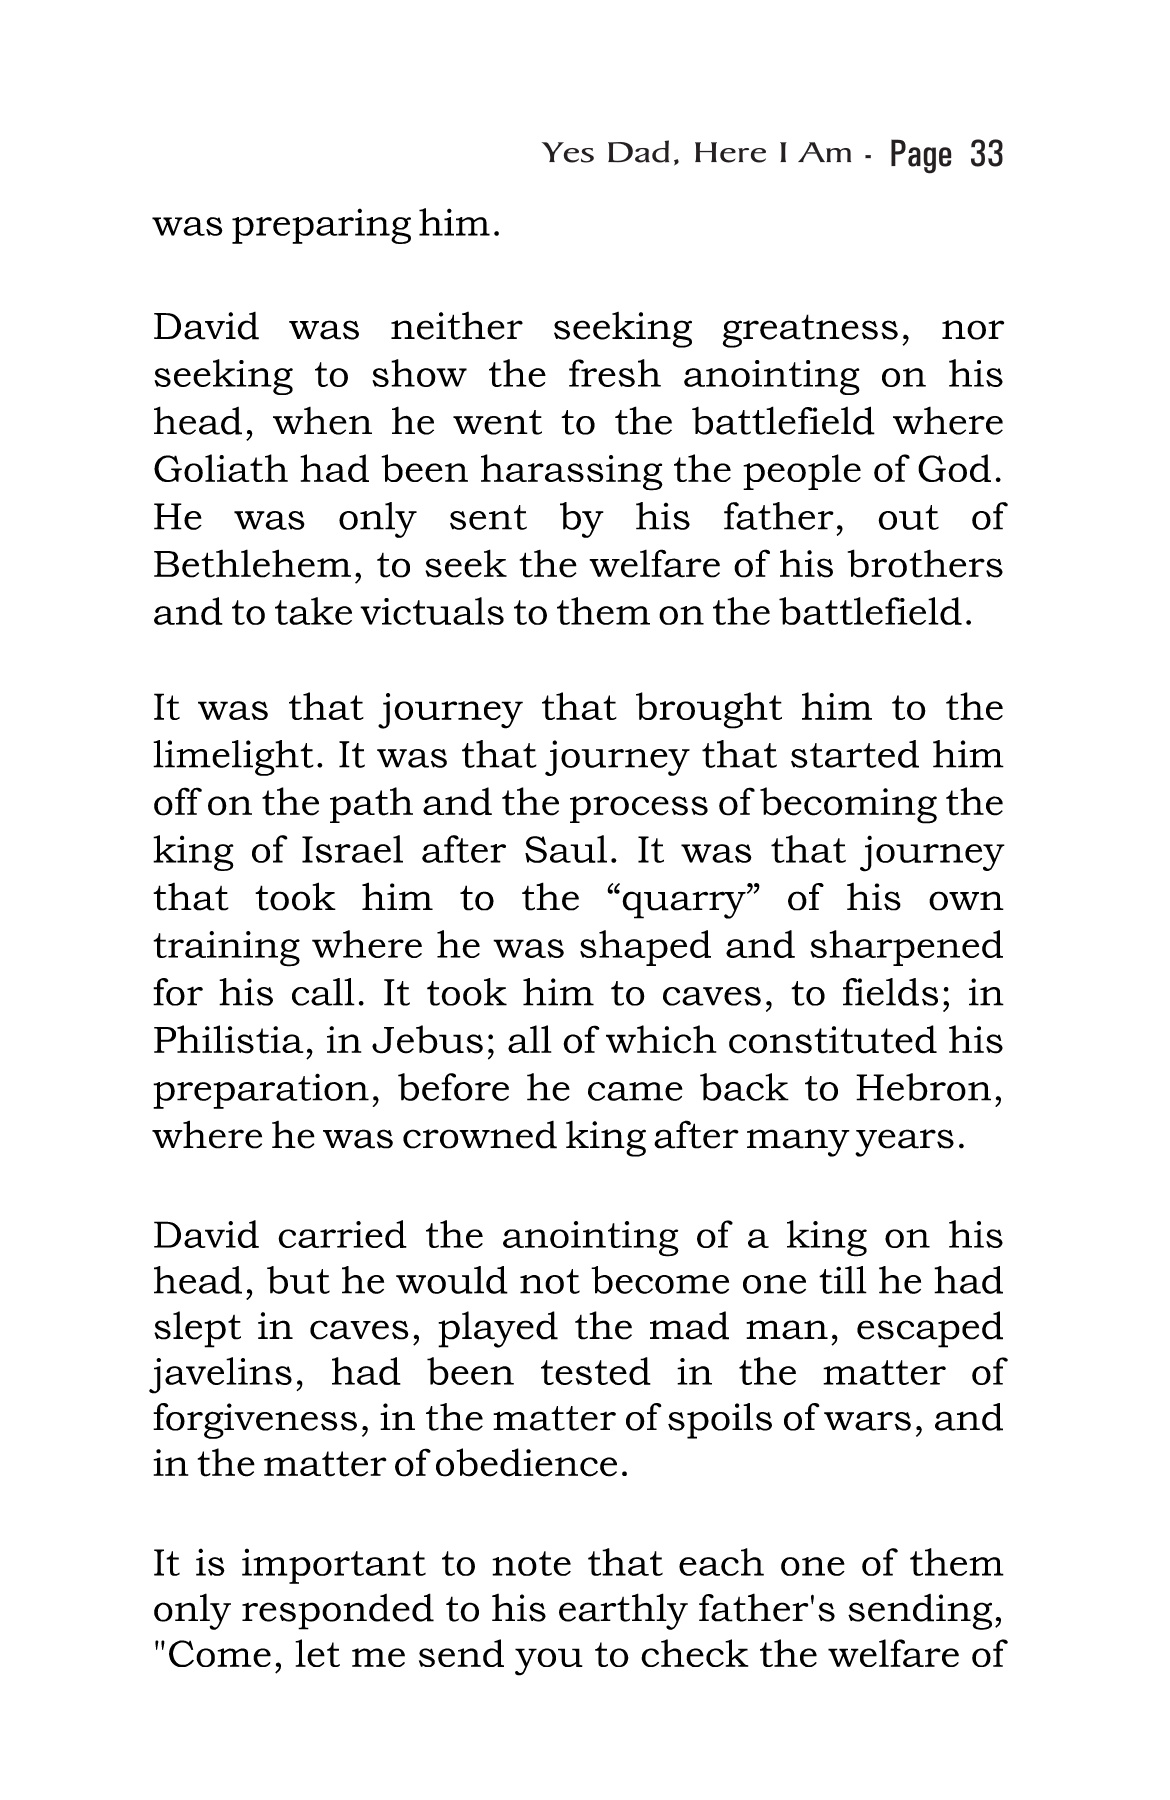 Yes Dad, Here I Am - Page 33
was preparing him.
David was neither seeking greatness, nor
seeking to show the fresh anointing on his
head, when he went to the battlefield where
Goliath had been harassing the people of God.
He was only sent by his father, out of
Bethlehem, to seek the welfare of his brothers
and to take victuals to them on the battlefield.
It was that journey that brought him to the
limelight. It was that journey that started him
off on the path and the process of becoming the
king of Israel after Saul. It was that journey
that took him to the “quarry” of his own
training where he was shaped and sharpened
for his call. It took him to caves, to fields; in
Philistia, in Jebus; all of which constituted his
preparation, before he came back to Hebron,
where he was crowned king after many years.
David carried the anointing of a king on his
head, but he would not become one till he had
slept in caves, played the mad man, escaped
javelins, had been tested in the matter of
forgiveness, in the matter of spoils of wars, and
in the matter of obedience.
It is important to note that each one of them
only responded to his earthly father's sending,
"Come, let me send you to check the welfare of